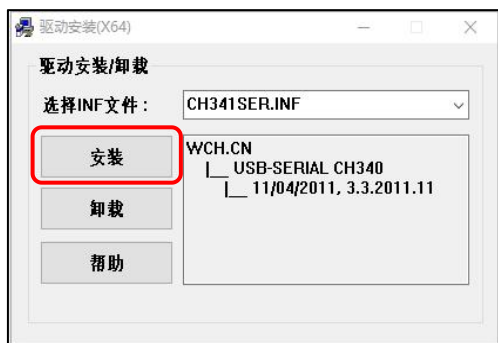 驱动安装(X64)
驱动安装/卸载
选择INF文件：
CH341SER.INF
安装
卸载
帮助
WCH.CN
|__ USB-SERIAL CH340
|__ 11/04/2011, 3.3.2011.11